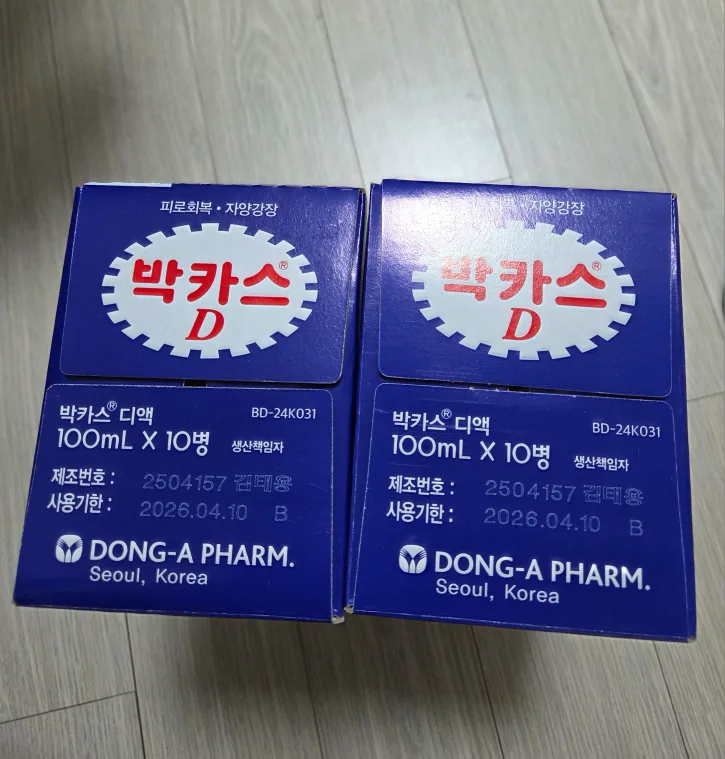 피로회복 • 자양강장
박카스®
D
박카스® 디액
BD-24K031
100mL X 10병
생산책임자
제조번호 : 2504157 김태용
사용기한 : 2026.04.10 B
DONG-A PHARM.
Seoul, Korea
자양강장
박카스®
D
박카스® 디액
BD-24K031
100mL X 10병
생산책임자
제조번호 : 2504157 김태용
사용기한 : 2026.04.10 B
DONG-A PHARM.
Seoul, Korea